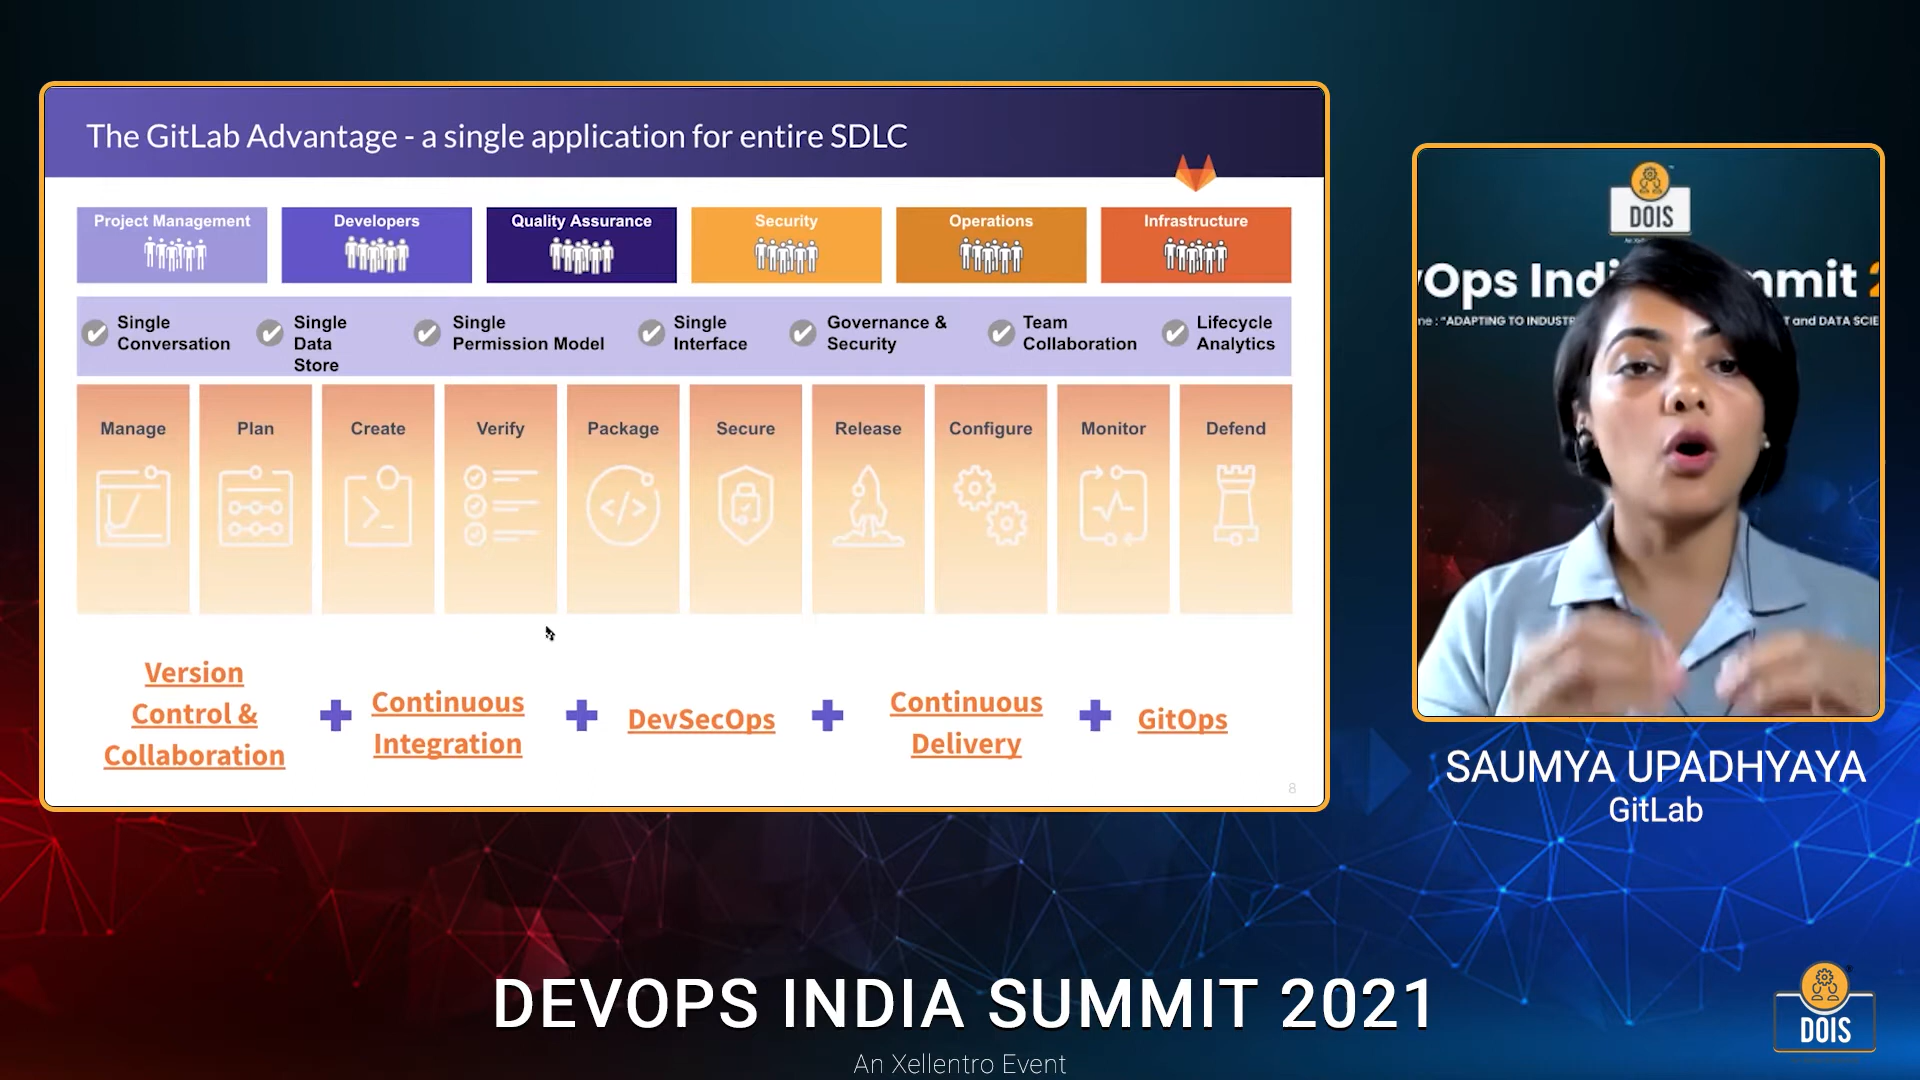 The GitLab Advantage - a single application for entire SDLC
Project Management
Developers
Quality Assurance
Security
Operations
Infrastructure
Single
Conversation
Single
Data
Store
Single
Permission Model
Single
Interface
Governance &
Security
Team
Collaboration
Lifecycle
Analytics
Manage
Plan
Create
Verify
Package
Secure
Release
Configure
Monitor
Defend
</>
Version
Control &
Collaboration
Continuous
Integration
DevSecOps
Continuous
Delivery
GitOps
8
DOIS
Ops Ind mmit 2
: "ADAPTING TO INDUST T and DATA SCIE
SAUMYA UPADHYAYA
GitLab
DEVOPS INDIA SUMMIT 2021
An Xellentro Event
DOIS